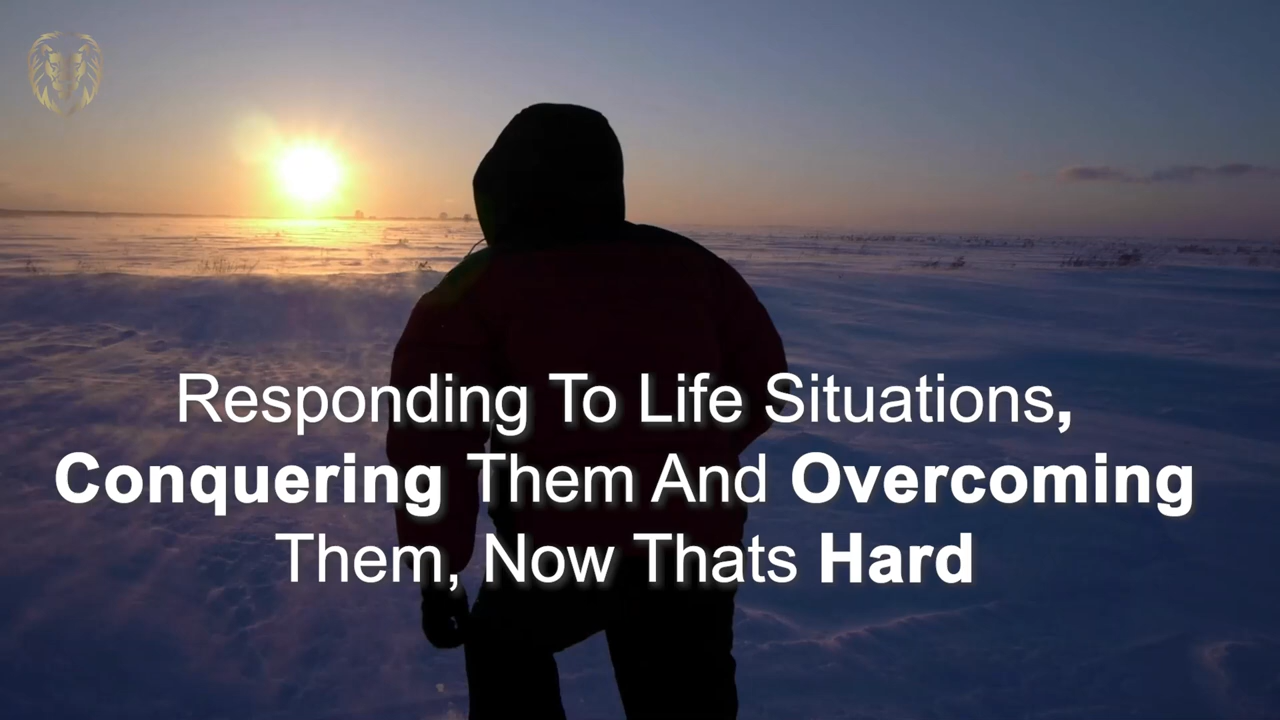 Responding To Life Situations,
Conquering Them And Overcoming
Them, Now Thats Hard